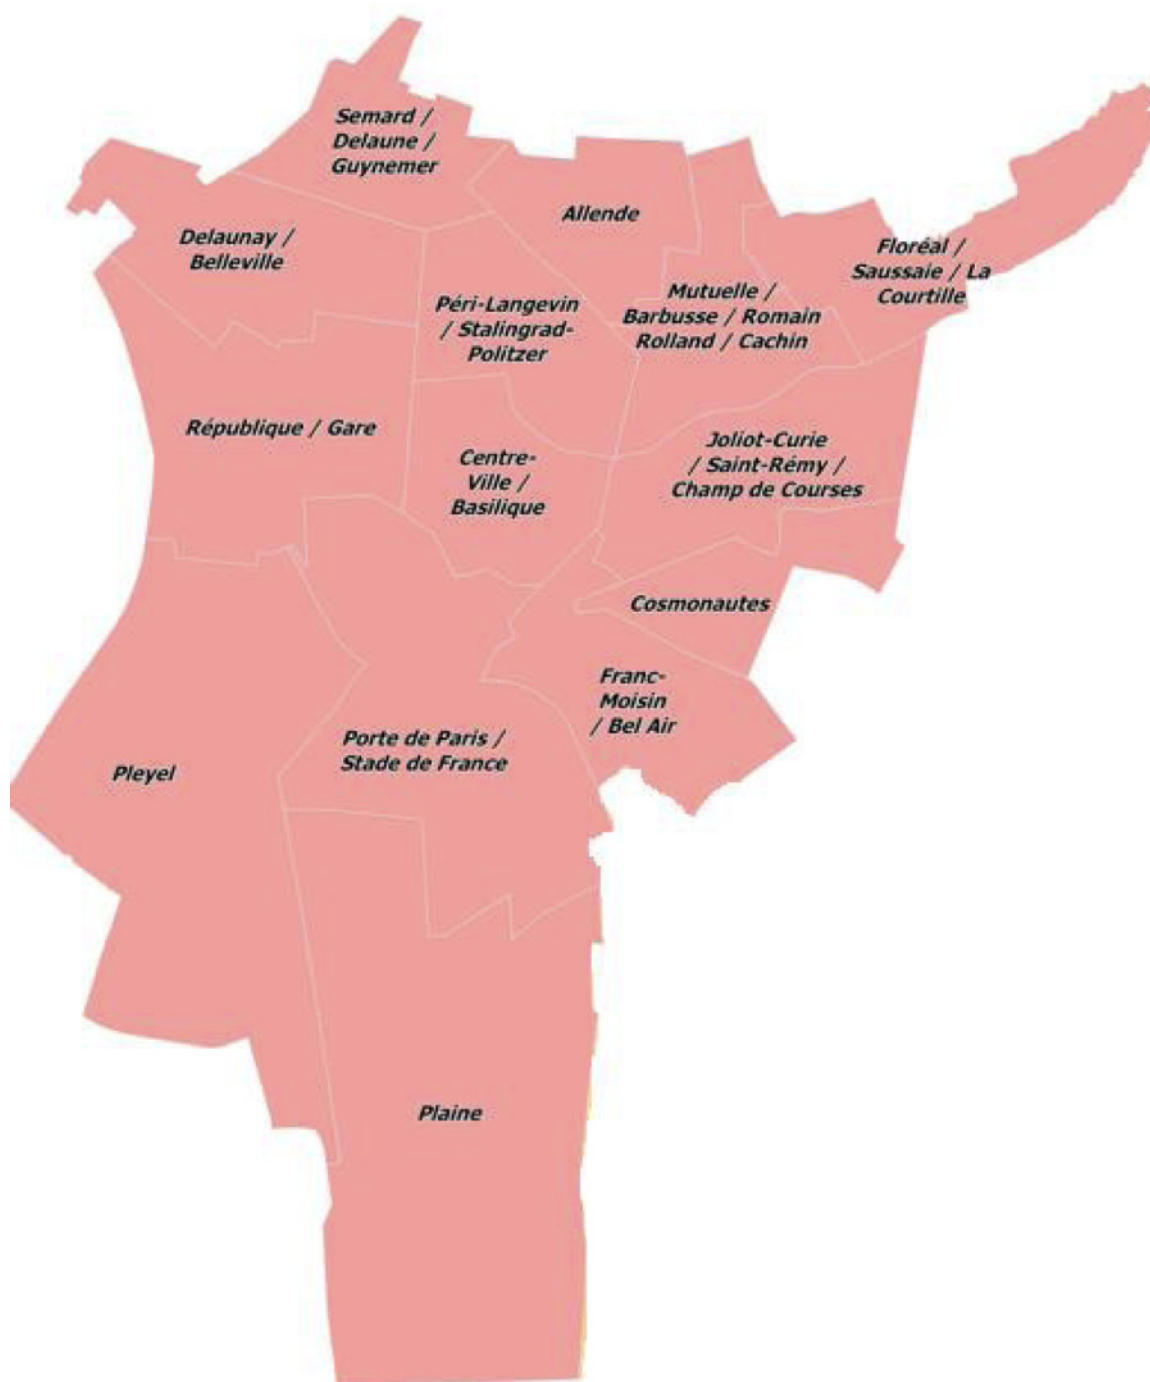 Semard /
Delaune /
Guynemer
Allende
Delaunay /
Belleville
Floréal /
Saussaie / La
Courtille
Péri-Langevin
/ Stalingrad-
Politzer
Mutuelle /
Barbusse / Romain
Rolland / Cachin
République / Gare
Centre-
Ville /
Basilique
Joliot-Curie
/ Saint-Rémy /
Champ de Courses
Cosmonautes
Franc-
Moisin
/ Bel Air
Porte de Paris /
Stade de France
Pleyel
Plaine